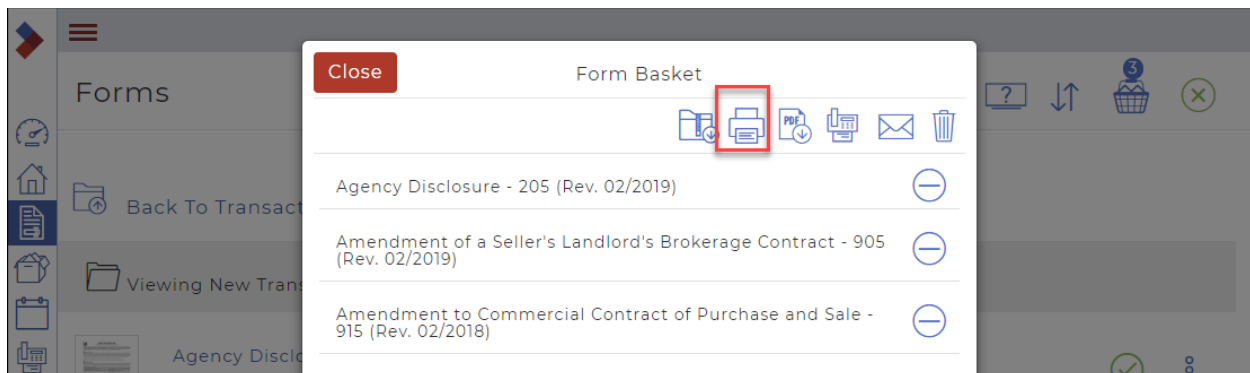 Close
Form Basket
3
Forms
?
PDF
Agency Disclosure - 205 (Rev. 02/2019)
Back To Transact
Amendment of a Seller's Landlord's Brokerage Contract - 905
(Rev. 02/2019)
Viewing New Trans
Amendment to Commercial Contract of Purchase and Sale -
915 (Rev. 02/2018)
Agency Disclo